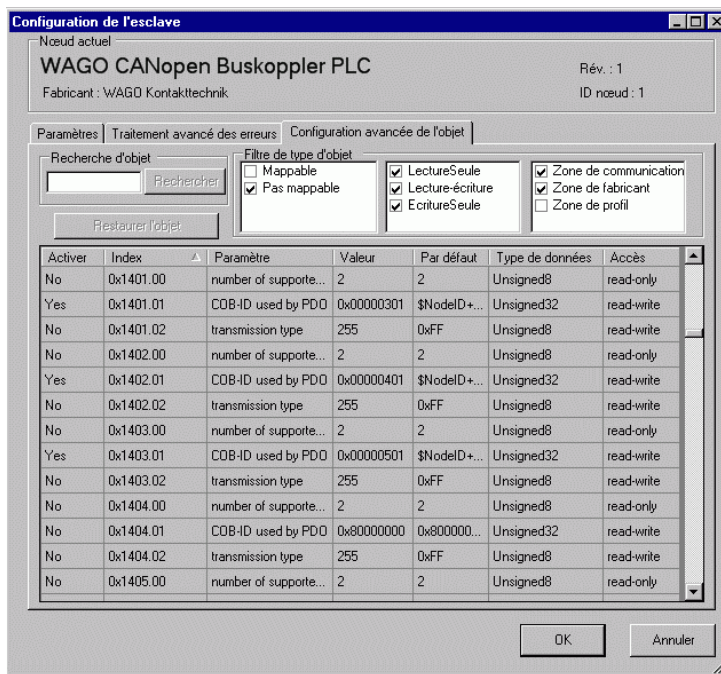 Configuration de l'esclave
Nœud actuel
WAGO CANopen Buskoppler PLC
Rév. : 1
Fabricant : WAGO Kontakttechnik
ID nœud : 1
Paramètres
Traitement avancé des erreurs
Configuration avancée de l'objet
Recherche d'objet
Rechercher
Restaurer l'objet
Filtre de type d'objet
Mappable
Pas mappable
LectureSeule
Lecture-écriture
EcritureSeule
Zone de communication
Zone de fabricant
Zone de profil
Activer Index Paramètre Valeur Par défaut Type de données Accès
No 0x1401.00 number of supporte... 2 2 Unsigned8 read-only
Yes 0x1401.01 COB-ID used by PDO 0x00000301 $NodeID+... Unsigned32 read-write
No 0x1401.02 transmission type 255 0xFF Unsigned8 read-write
No 0x1402.00 number of supporte... 2 2 Unsigned8 read-only
Yes 0x1402.01 COB-ID used by PDO 0x00000401 $NodeID+... Unsigned32 read-write
No 0x1402.02 transmission type 255 0xFF Unsigned8 read-write
No 0x1403.00 number of supporte... 2 2 Unsigned8 read-only
Yes 0x1403.01 COB-ID used by PDO 0x00000501 $NodeID+... Unsigned32 read-write
No 0x1403.02 transmission type 255 0xFF Unsigned8 read-write
No 0x1404.00 number of supporte... 2 2 Unsigned8 read-only
No 0x1404.01 COB-ID used by PDO 0x80000000 0x800000... Unsigned32 read-write
No 0x1404.02 transmission type 255 0xFF Unsigned8 read-write
No 0x1405.00 number of supporte... 2 2 Unsigned8 read-only
OK
Annuler